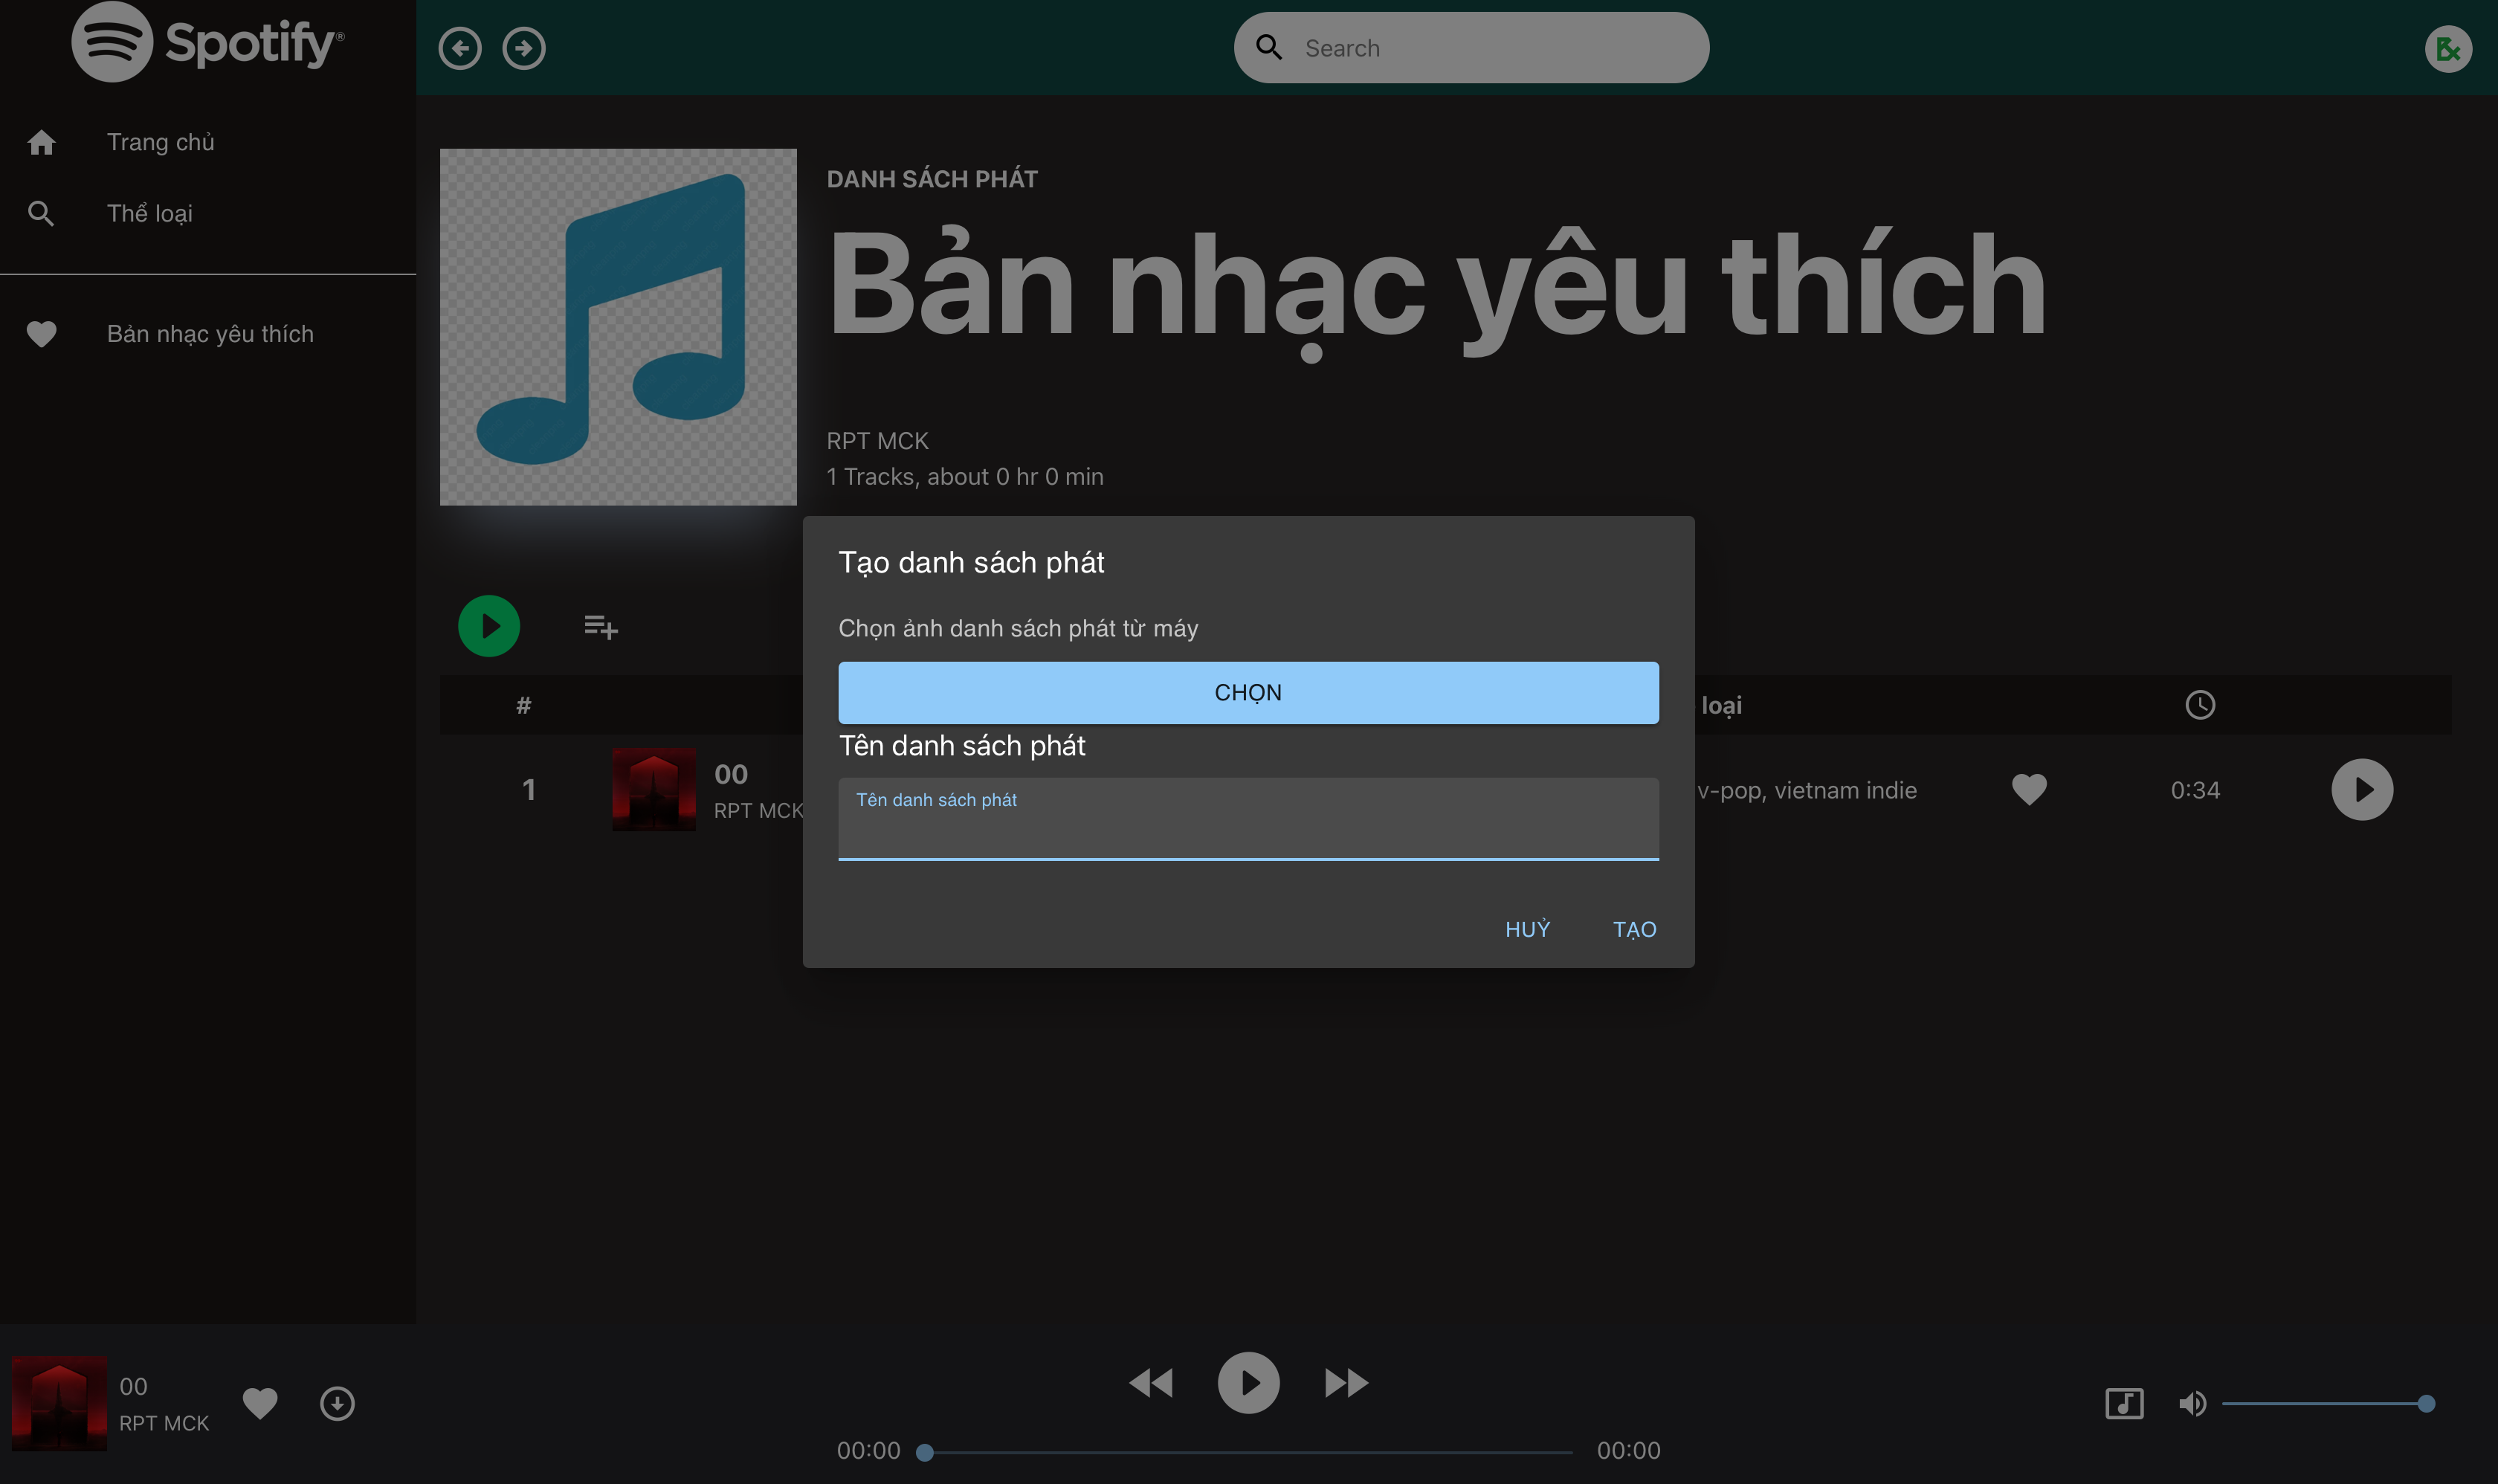 Spotify®
Search
Trang chủ
Thể loại
Bản nhạc yêu thích
DANH SÁCH PHÁT
Bản nhạc yêu thích
RPT MCK
1 Tracks, about 0 hr 0 min
Tạo danh sách phát
Chọn ảnh danh sách phát từ máy
CHỌN
Tên danh sách phát
Tên danh sách phát
HUỶ
TẠO
#
loại
1
00
RPT MCK
v-pop, vietnam indie
0:34
00
RPT MCK
00:00
00:00